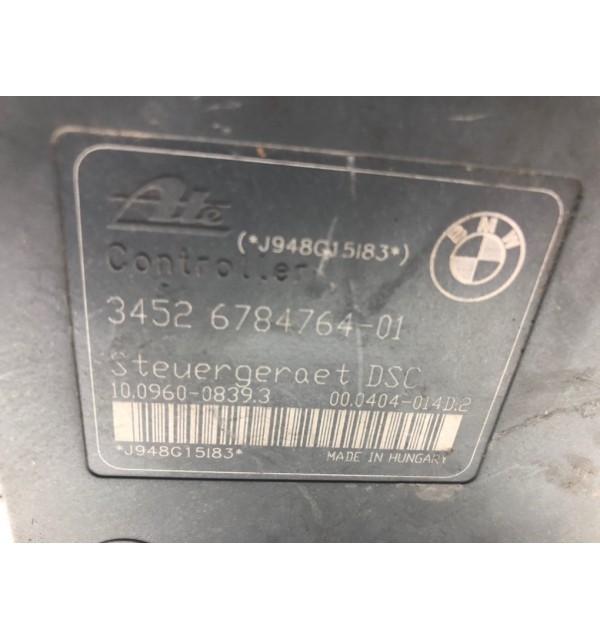 Ate
(*J948G15I83*)
BMW
Controller
3452 6784764-01
Steuergeraet DSC
10.0960-0839.3 00.0404-014D.2
*J948G15I83* MADE IN HUNGARY